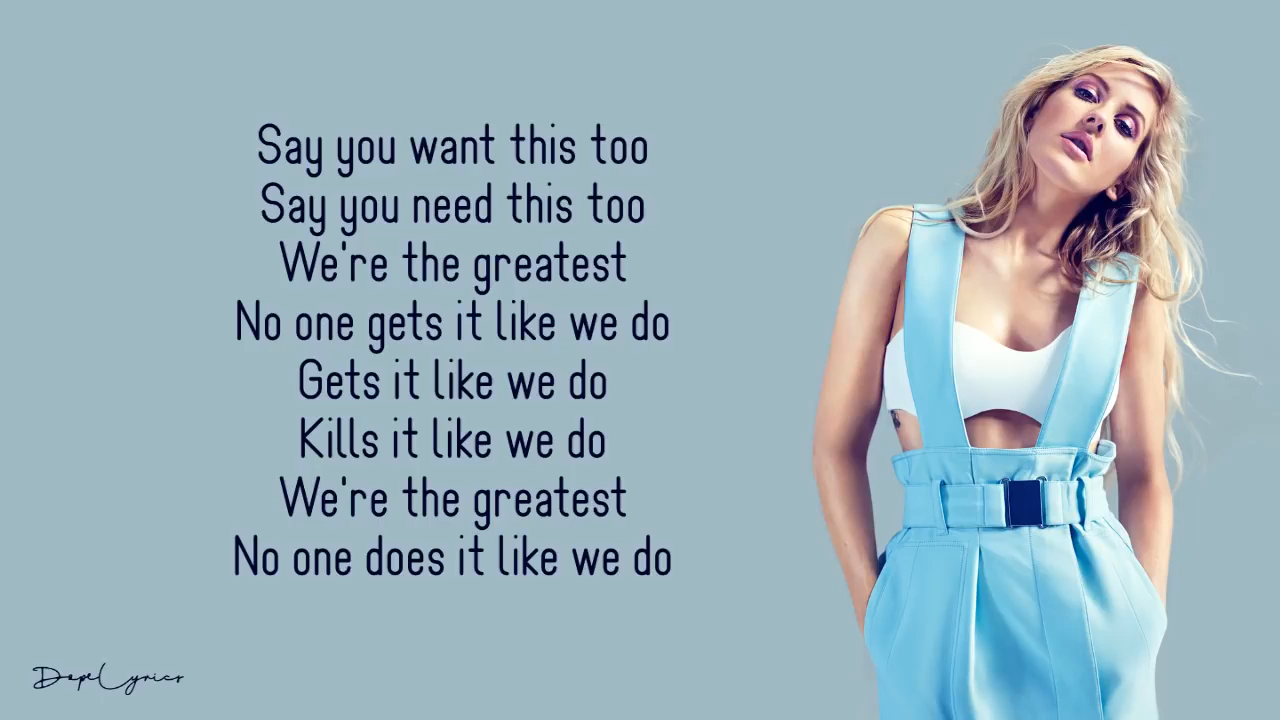 Say you want this too
Say you need this too
We're the greatest
No one gets it like we do
Gets it like we do
Kills it like we do
We're the greatest
No one does it like we do
DopeLyrics